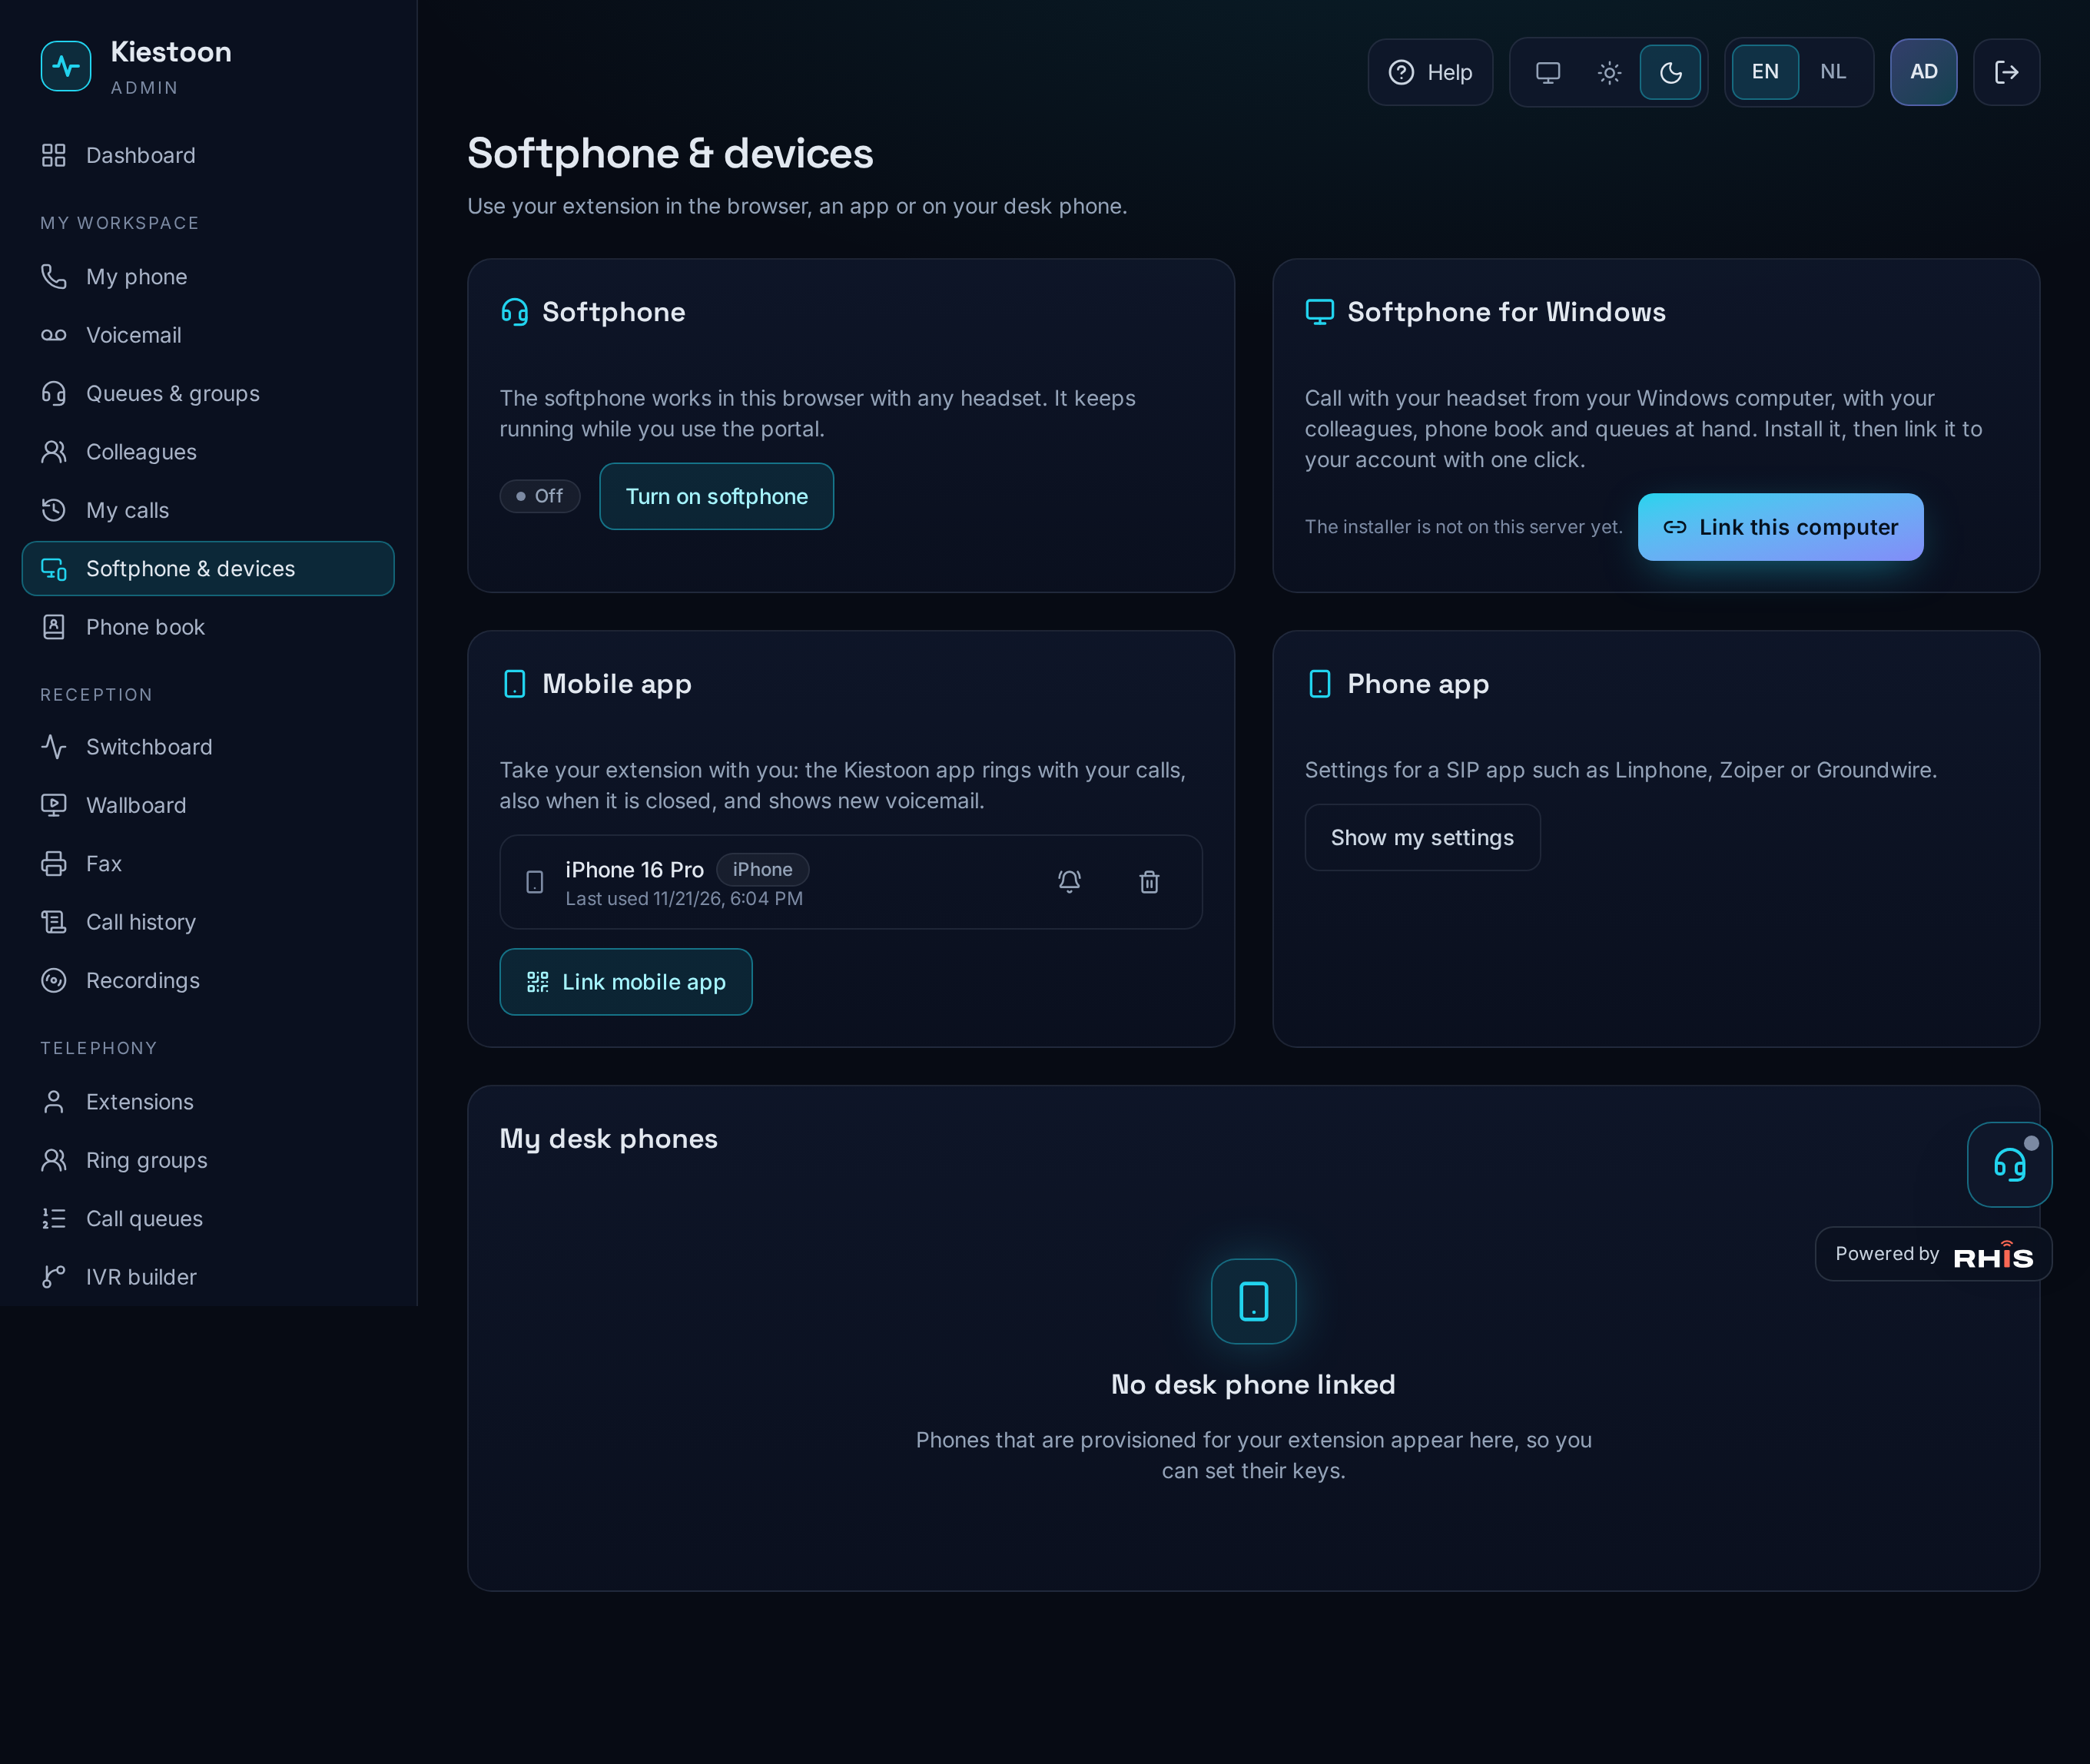 Kiestoon
ADMIN
Dashboard
MY WORKSPACE
My phone
Voicemail
Queues & groups
Colleagues
My calls
Softphone & devices
Phone book
RECEPTION
Switchboard
Wallboard
Fax
Call history
Recordings
TELEPHONY
Extensions
Ring groups
Call queues
IVR builder
Help
EN
NL
AD
Softphone & devices
Use your extension in the browser, an app or on your desk phone.
Softphone
The softphone works in this browser with any headset. It keeps
running while you use the portal.
Off
Turn on softphone
Softphone for Windows
Call with your headset from your Windows computer, with your
colleagues, phone book and queues at hand. Install it, then link it to
your account with one click.
The installer is not on this server yet.
Link this computer
Mobile app
Take your extension with you: the Kiestoon app rings with your calls,
also when it is closed, and shows new voicemail.
iPhone 16 Pro
iPhone
Last used 11/21/26, 6:04 PM
Link mobile app
Phone app
Settings for a SIP app such as Linphone, Zoiper or Groundwire.
Show my settings
My desk phones
No desk phone linked
Phones that are provisioned for your extension appear here, so you
can set their keys.
Powered by RHiS